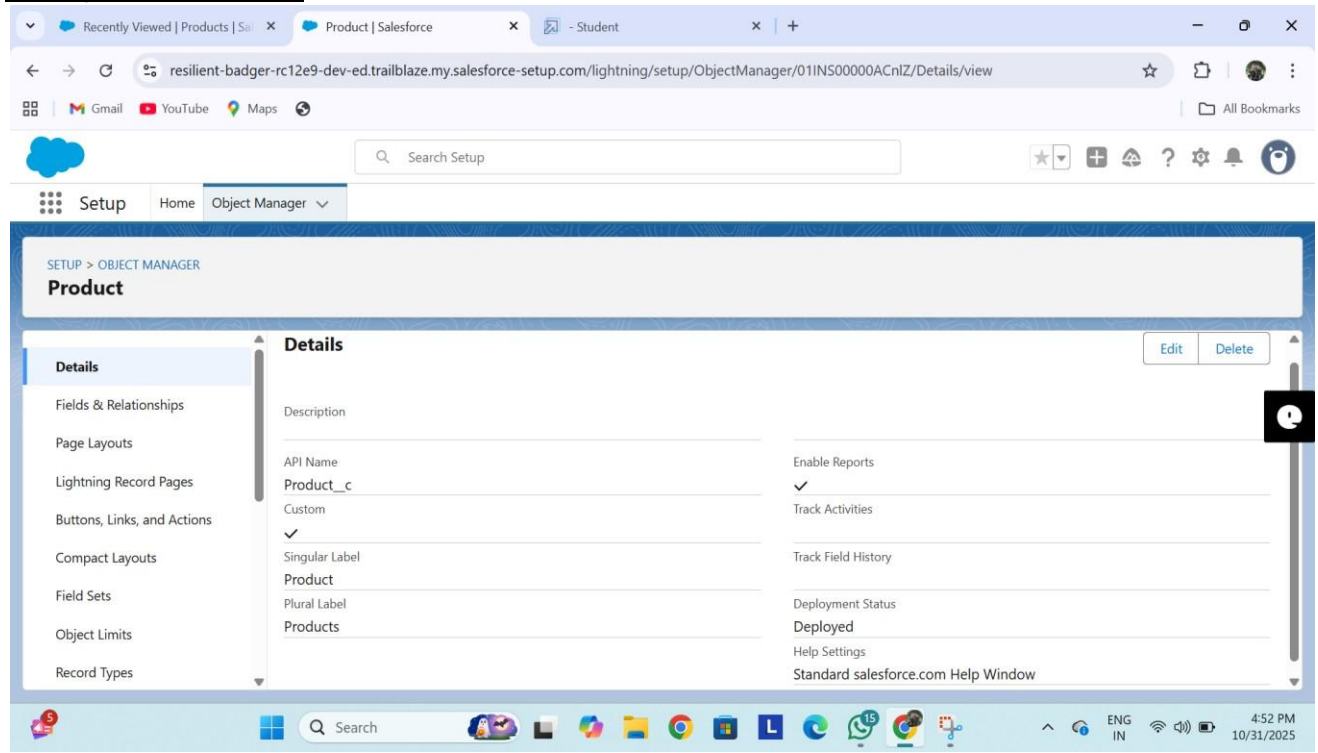 Recently Viewed | Products | Sal
Product | Salesforce
- Student
resilient-badger-rc12e9-dev-ed.trailblaze.my.salesforce-setup.com/lightning/setup/ObjectManager/01INS00000ACnlZ/Details/view
Gmail YouTube Maps All Bookmarks
Search Setup
Setup Home Object Manager
SETUP > OBJECT MANAGER
Product
Details
Fields & Relationships
Page Layouts
Lightning Record Pages
Buttons, Links, and Actions
Compact Layouts
Field Sets
Object Limits
Record Types
Details
Edit Delete
Description
API Name
Product__c
Custom
Singular Label
Product
Plural Label
Products
Enable Reports
Track Activities
Track Field History
Deployment Status
Deployed
Help Settings
Standard salesforce.com Help Window
5
Search
L
15
ENG
IN
4:52 PM
10/31/2025